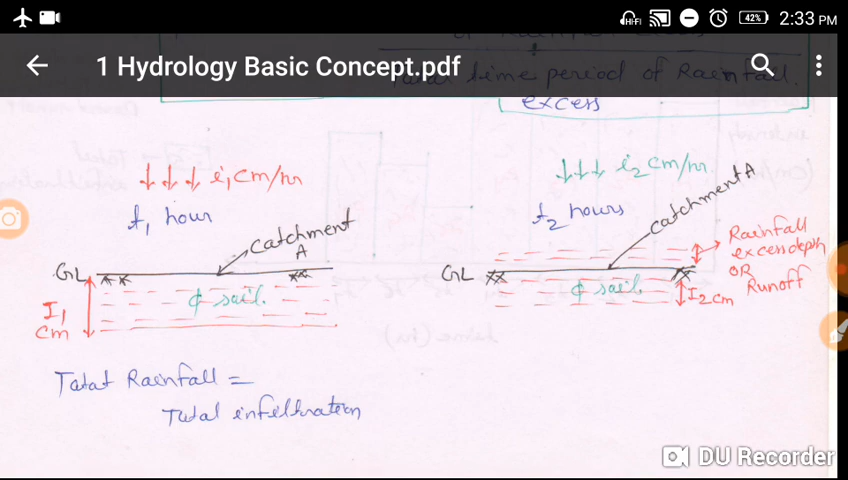 42% 2:33 PM
1 Hydrology Basic Concept.pdf
time period of Rainfall
excess
i1 cm/hr
t1 hour
catchment
A
GL
ϕ soil
I1
cm
Total Rainfall =
Total infiltration
i2 cm/hr
t2 hours
catchment A
GL
ϕ soil
Rainfall
excess depth
OR
Runoff
I2 cm
DU Recorder